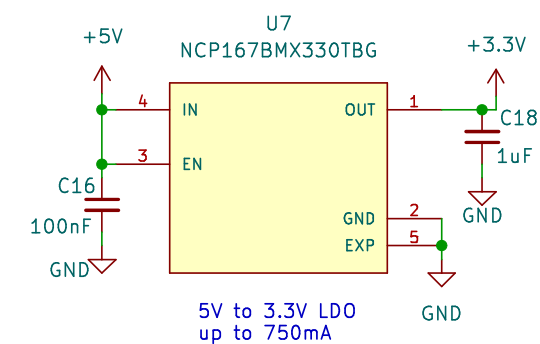 U7
NCP167BMX330TBG
+5V
+3.3V
4 IN
OUT 1
3 EN
C18
1uF
C16
100nF
GND
GND 2
EXP 5
GND
GND
5V to 3.3V LDO
up to 750mA